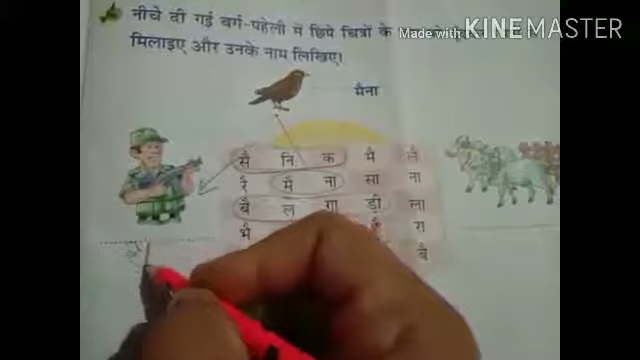 नीचे दी गई वर्ग-पहेली में छिपे चित्रों के
Made with KINEMASTER
मिलाइए और उनके नाम लिखिए।
मैना
सै नि क मै लै
रै मै ना सा ना
बै ल गा ड़ी ला
भै रा
बै